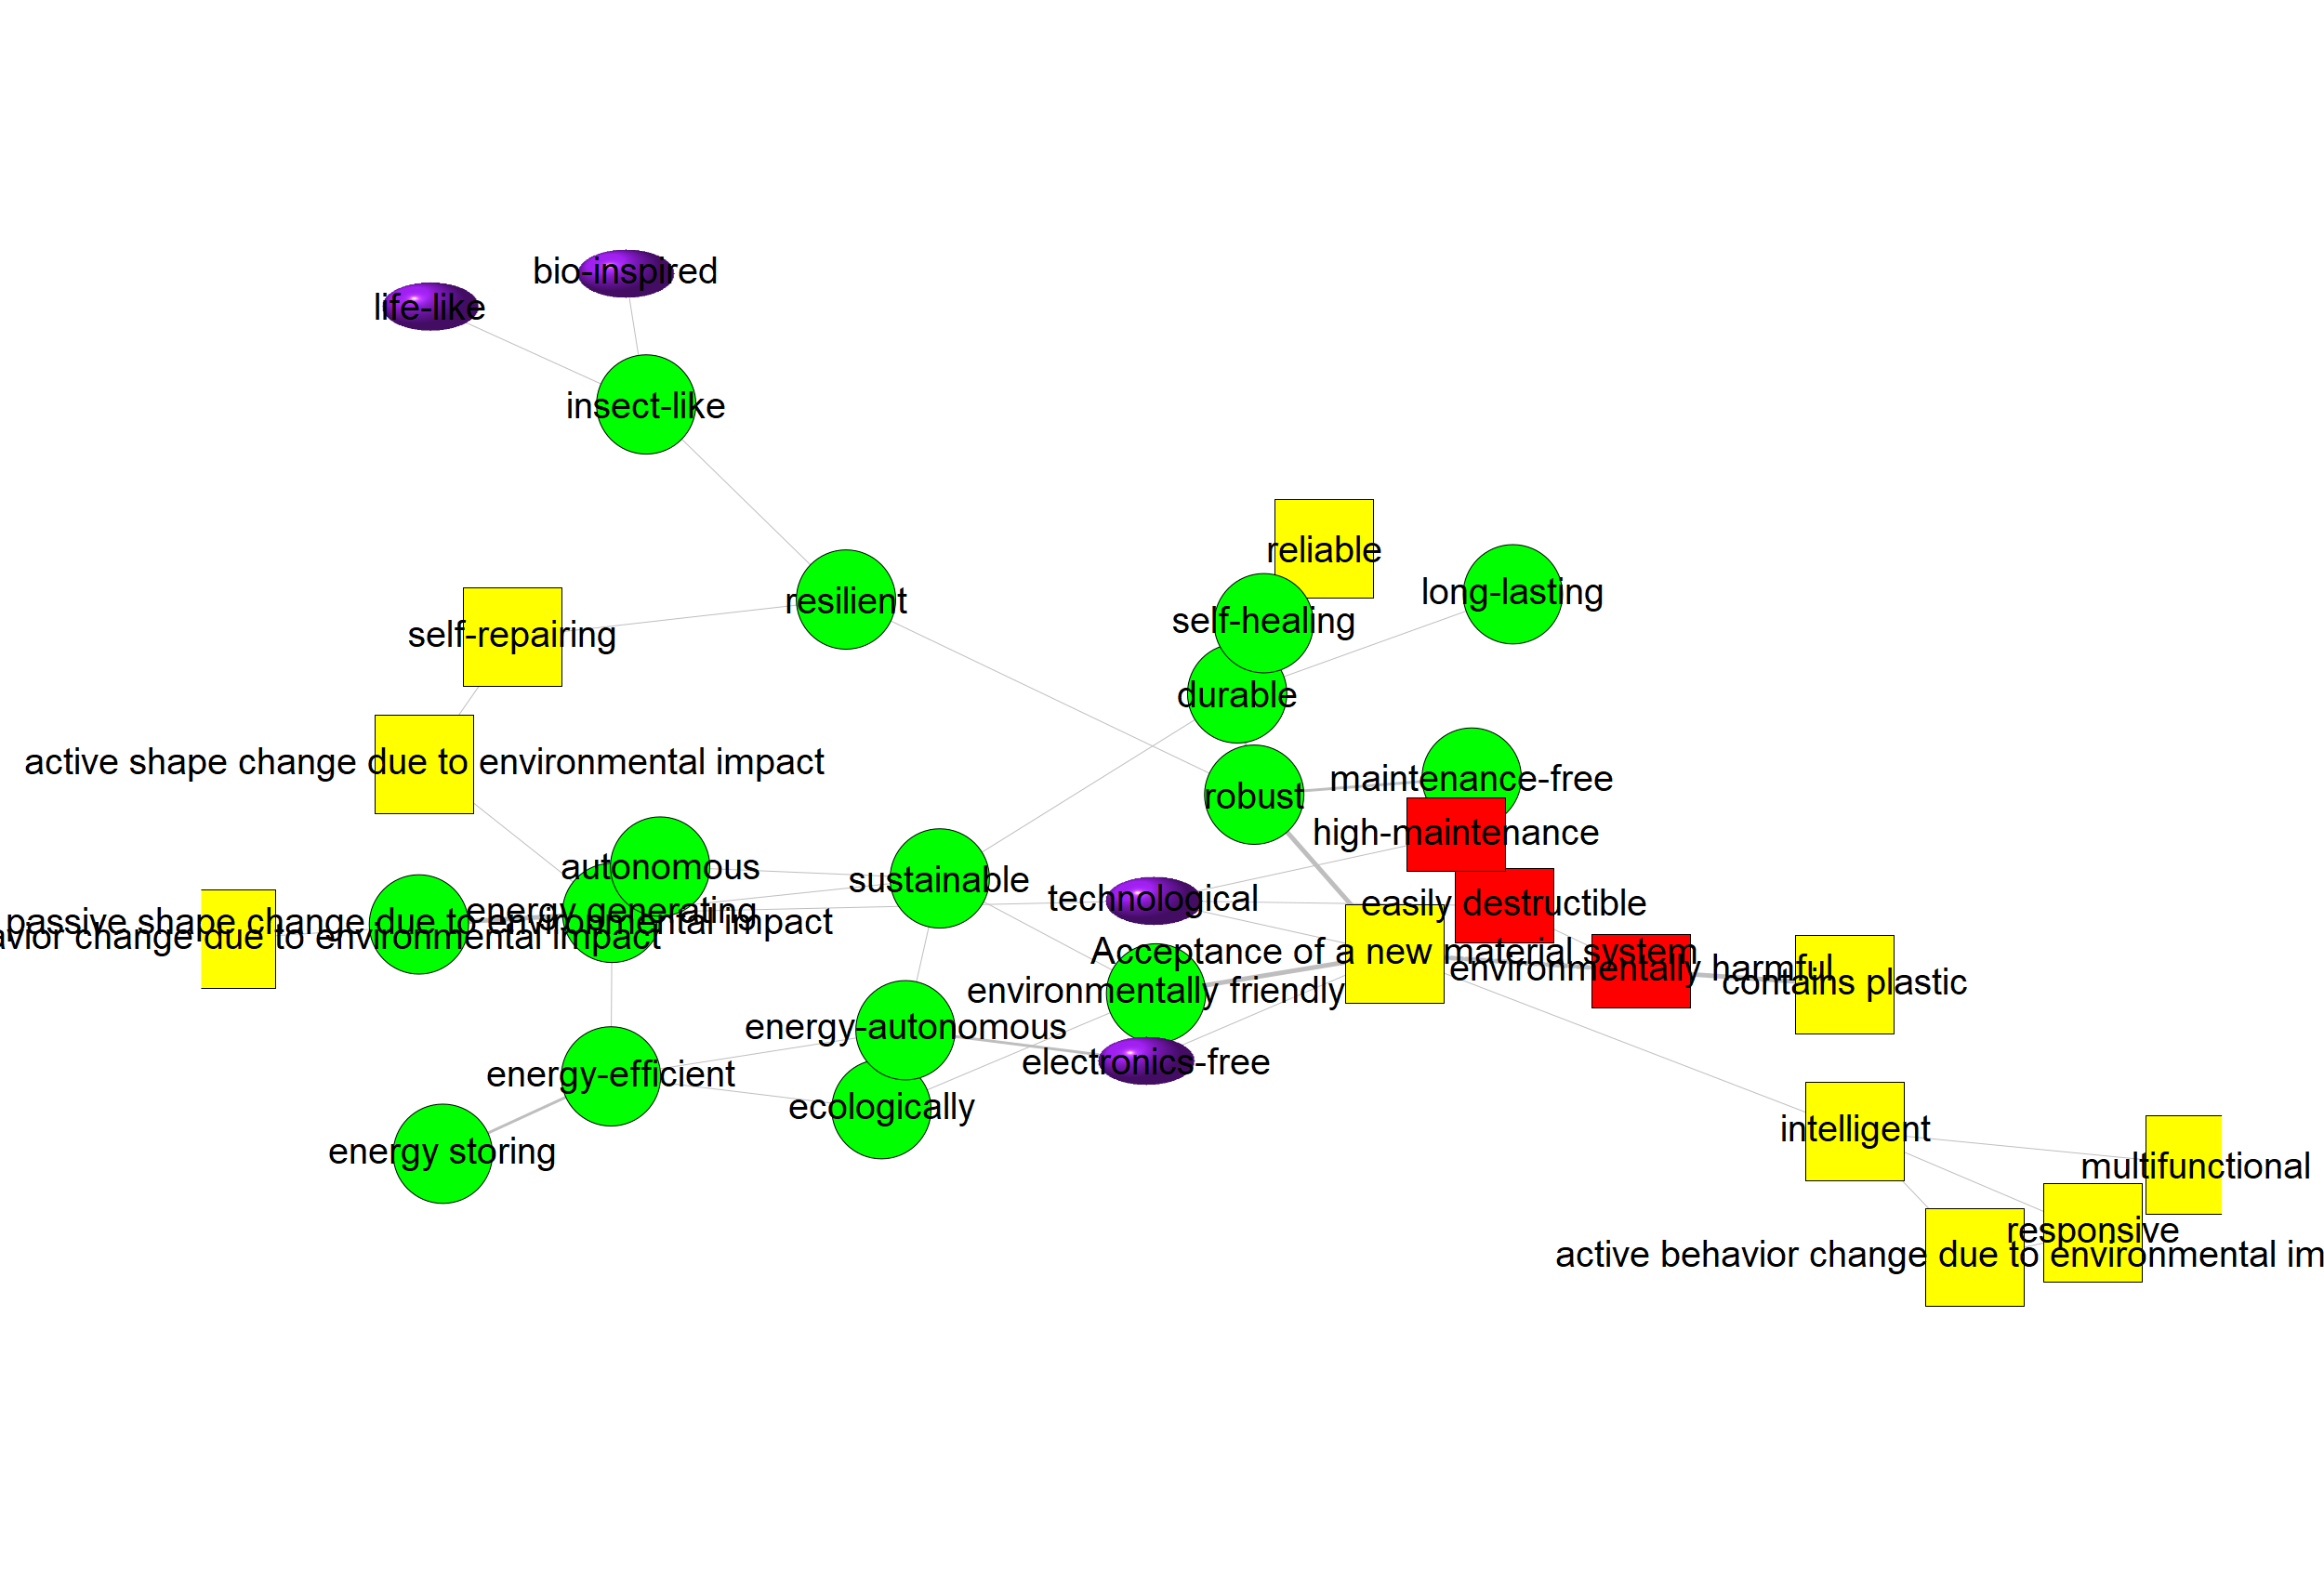 bio-inspired
life-like
insect-like
reliable
long-lasting
resilient
self-healing
self-repairing
durable
active shape change due to environmental impact
maintenance-free
robust
high-maintenance
autonomous
sustainable
technological
easily destructible
energy generating
passive shape change due to environmental impact
change due to environmental impact
Acceptance of a new material system
environmentally harmful
contains plastic
environmentally friendly
energy-autonomous
electronics-free
energy-efficient
ecologically
intelligent
energy storing
multifunctional
responsive
active behavior change due to environmental im